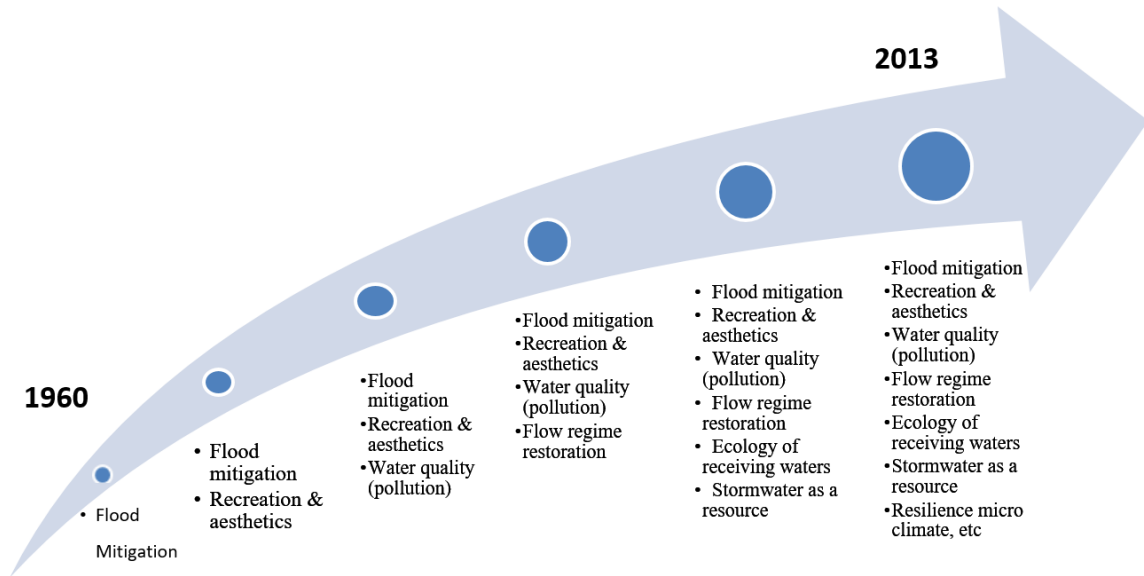 2013
1960
• Flood
Mitigation
• Flood
mitigation
• Recreation &
aesthetics
•Flood
mitigation
•Recreation &
aesthetics
•Water quality
(pollution)
•Flood mitigation
•Recreation &
aesthetics
•Water quality
(pollution)
•Flow regime
restoration
• Flood mitigation
• Recreation &
aesthetics
• Water quality
(pollution)
• Flow regime
restoration
• Ecology of
receiving waters
• Stormwater as a
resource
•Flood mitigation
•Recreation &
aesthetics
•Water quality
(pollution)
•Flow regime
restoration
•Ecology of
receiving waters
•Stormwater as a
resource
•Resilience micro
climate, etc